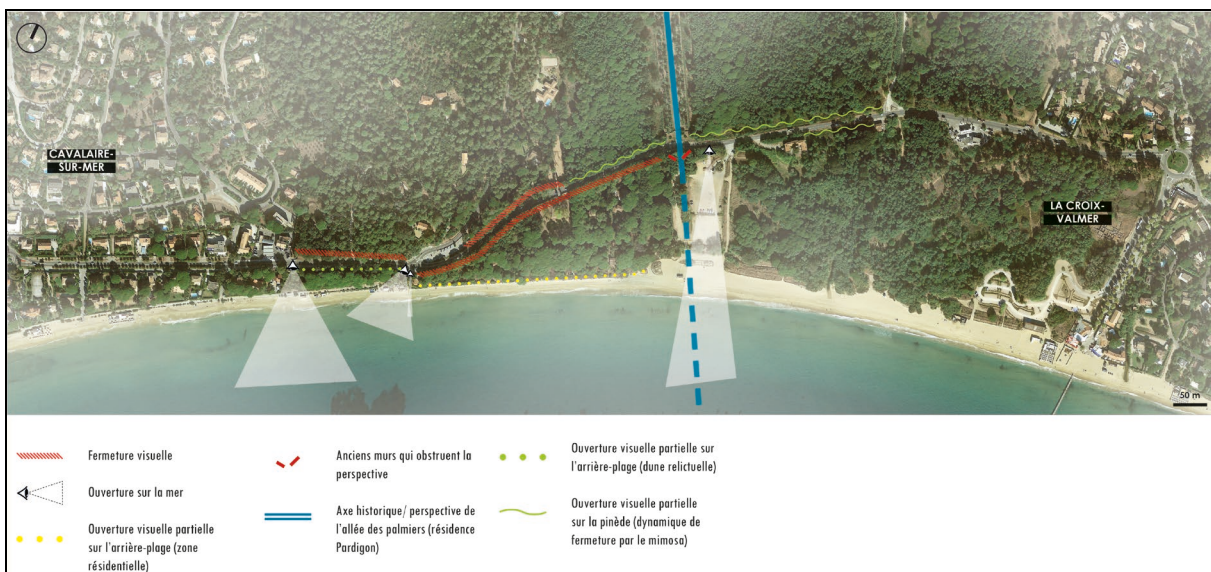 CAVALAIRE-
SUR-MER
LA CROIX-
VALMER
50 m
Fermeture visuelle
Ouverture sur la mer
Ouverture visuelle partielle
sur l'arrière-plage (zone
résidentielle)
Anciens murs qui obstruent la
perspective
Axe historique/ perspective de
l'allée des palmiers (résidence
Pardigon)
Ouverture visuelle partielle sur
l'arrière-plage (dune relictuelle)
Ouverture visuelle partielle
sur la pinède (dynamique de
fermeture par le mimosa)